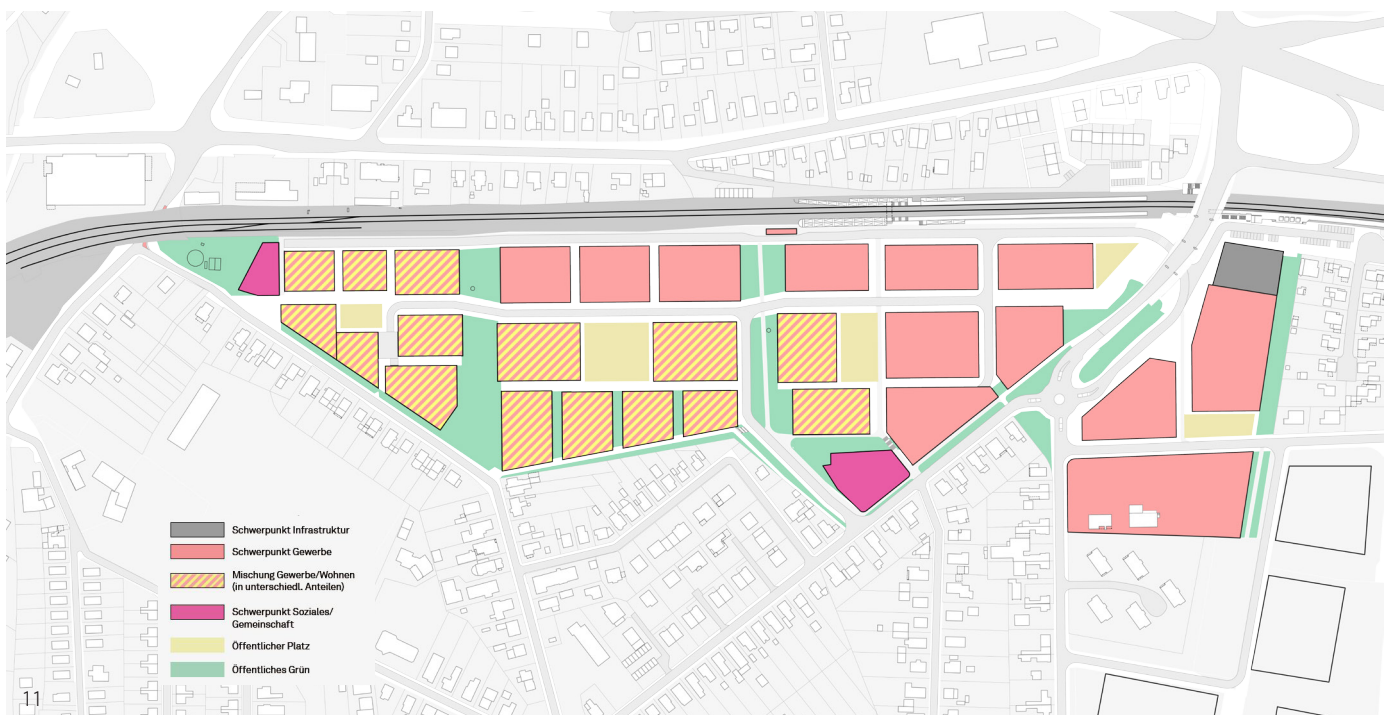 Schwerpunkt Infrastruktur
Schwerpunkt Gewerbe
Mischung Gewerbe/Wohnen
(in unterschiedl. Anteilen)
Schwerpunkt Soziales/
Gemeinschaft
Öffentlicher Platz
Öffentliches Grün
11